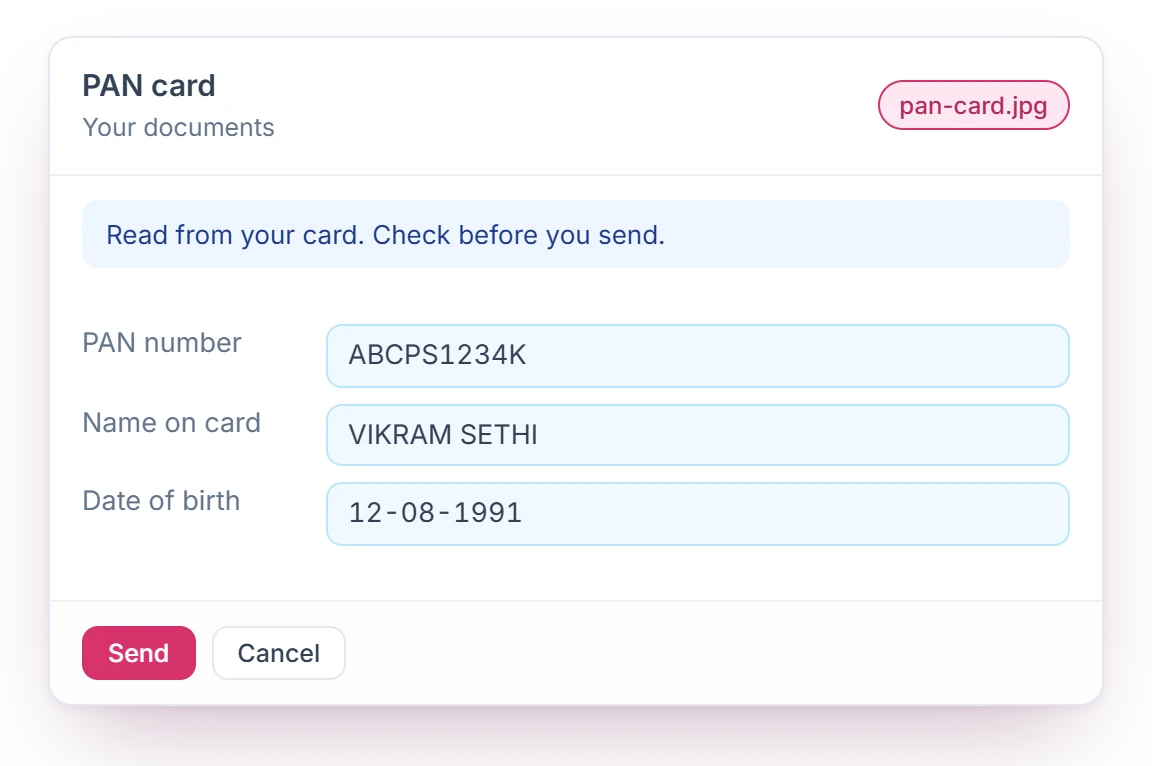 PAN card
Your documents
pan-card.jpg
Read from your card. Check before you send.
PAN number
ABCPS1234K
Name on card
VIKRAM SETHI
Date of birth
12-08-1991
Send
Cancel